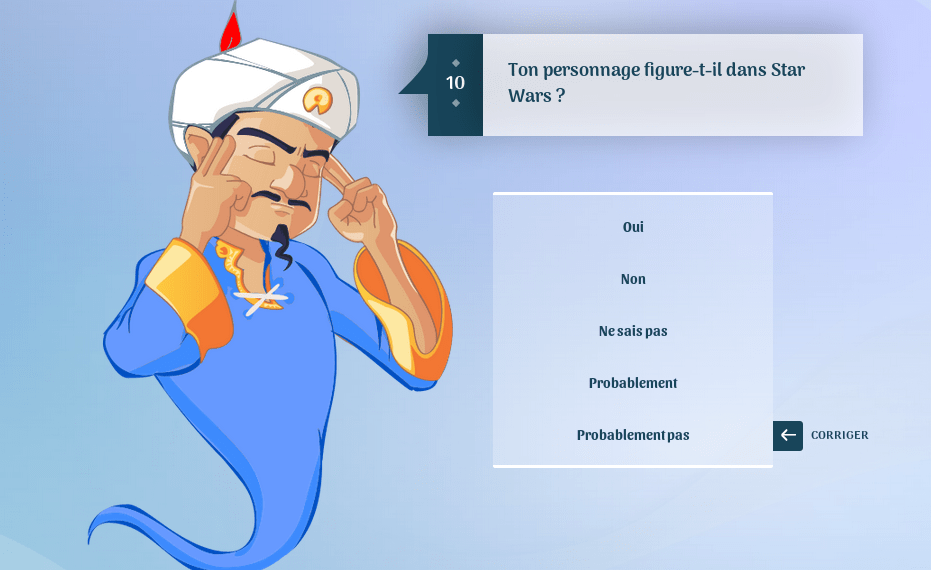 10
Ton personnage figure-t-il dans Star
Wars ?
Oui
Non
Ne sais pas
Probablement
Probablement pas
CORRIGER